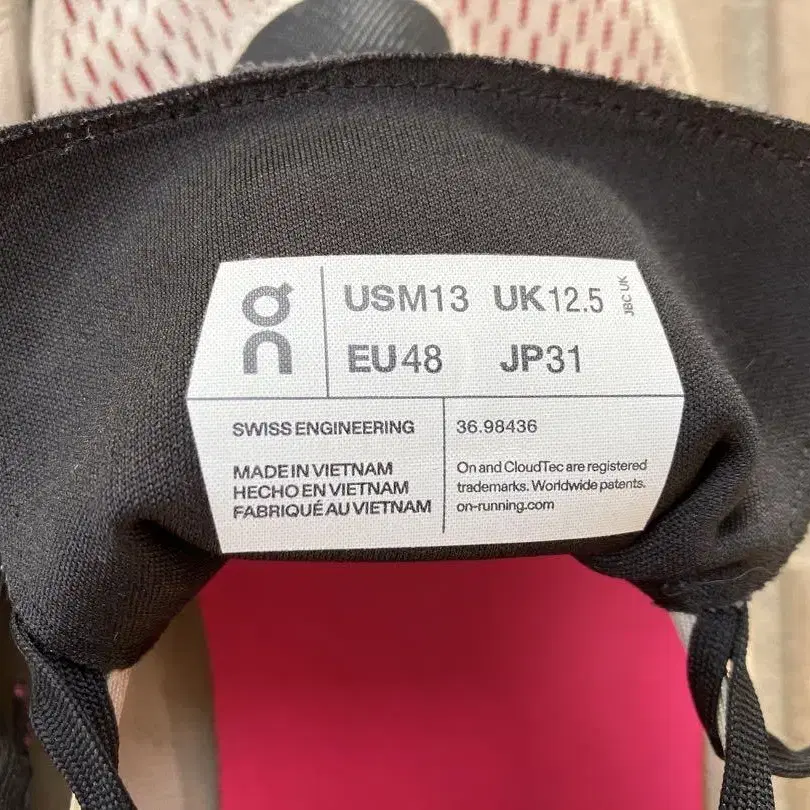 on
USM13 UK12.5
JBC UK
EU48 JP31
SWISS ENGINEERING
36.98436
MADE IN VIETNAM
HECHO EN VIETNAM
FABRIQUÉ AU VIETNAM
On and CloudTec are registered
trademarks. Worldwide patents.
on-running.com